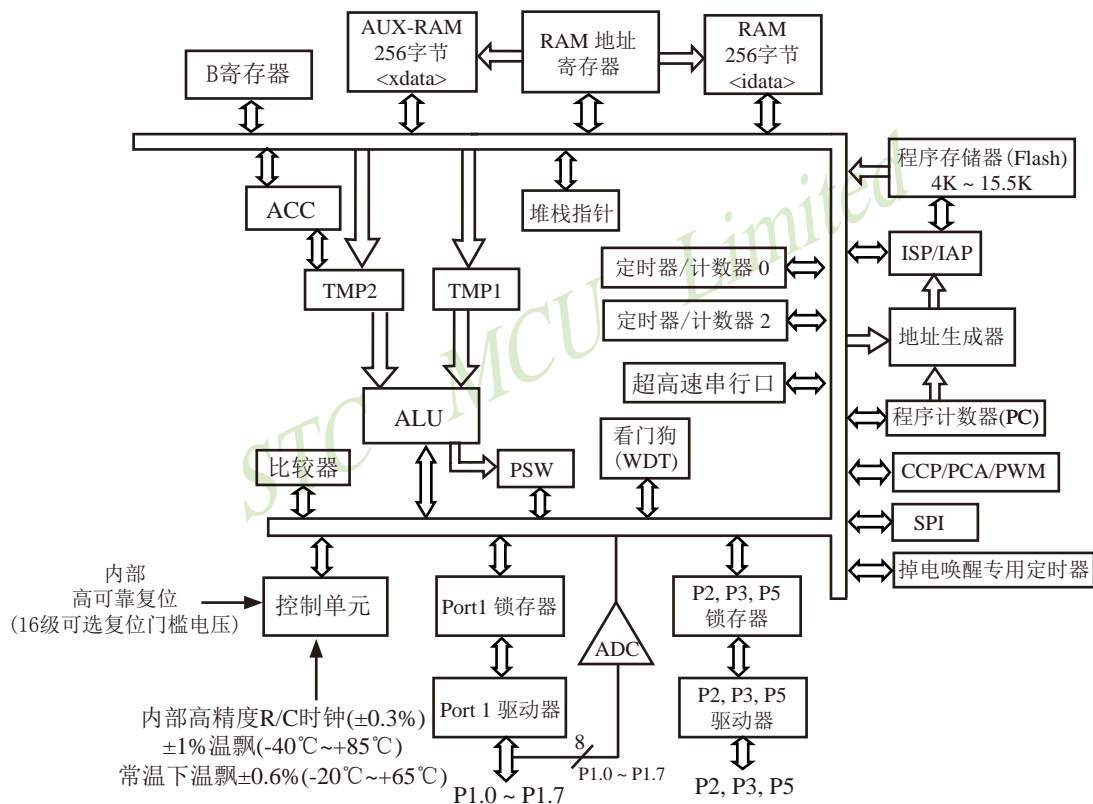 AUX-RAM
256字节
<xdata>
RAM 地址
寄存器
RAM
256字节
<idata>
B寄存器
程序存储器(Flash)
4K ~ 15.5K
ACC
堆栈指针
ISP/IAP
定时器/计数器 0
TMP2
TMP1
定时器/计数器 2
地址生成器
超高速串行口
ALU
程序计数器(PC)
看门狗
(WDT)
比较器
PSW
CCP/PCA/PWM
SPI
掉电唤醒专用定时器
内部
高可靠复位
(16级可选复位门槛电压)
控制单元
Port1 锁存器
ADC
P2, P3, P5
锁存器
Port 1 驱动器
P2, P3, P5
驱动器
内部高精度R/C时钟(±0.3%)
±1%温飘(-40℃~+85℃)
常温下温飘±0.6%(-20℃~+65℃)
8
P1.0 ~ P1.7
P1.0 ~ P1.7
P2, P3, P5
STC MCU Limited